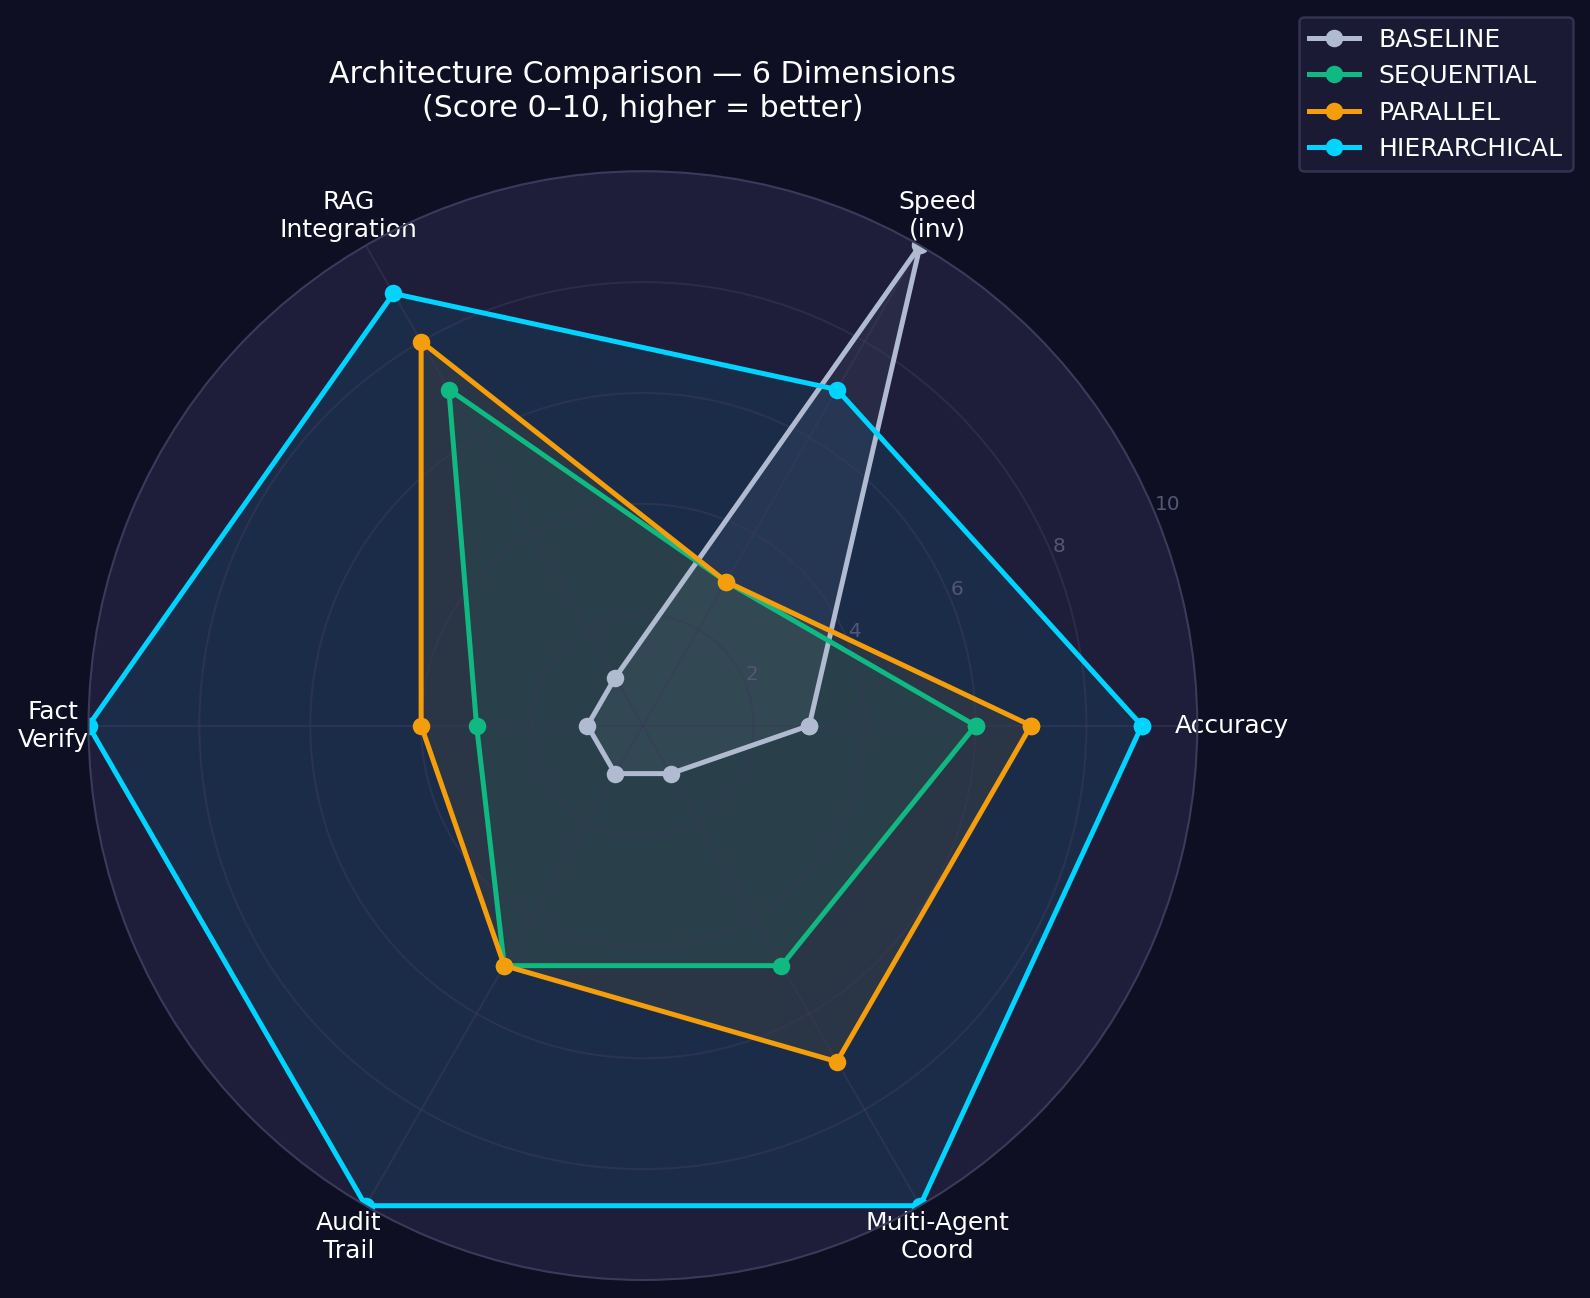 Architecture Comparison — 6 Dimensions
(Score 0–10, higher = better)
BASELINE
SEQUENTIAL
PARALLEL
HIERARCHICAL
RAG
Integration
Speed
(inv)
10
8
6
4
2
Fact
Verify
Accuracy
Audit
Trail
Multi-Agent
Coord